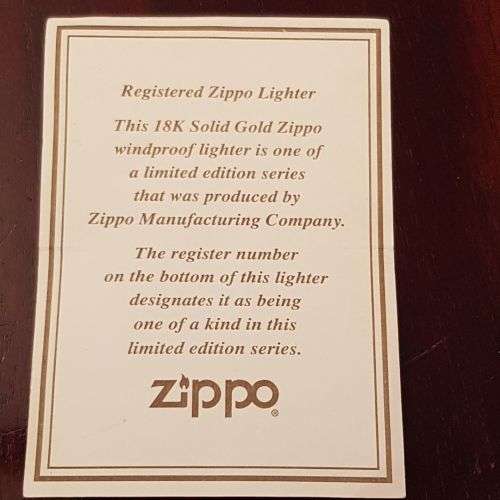 Registered Zippo Lighter
This 18K Solid Gold Zippo
windproof lighter is one of
a limited edition series
that was produced by
Zippo Manufacturing Company.
The register number
on the bottom of this lighter
designates it as being
one of a kind in this
limited edition series.
zippo®